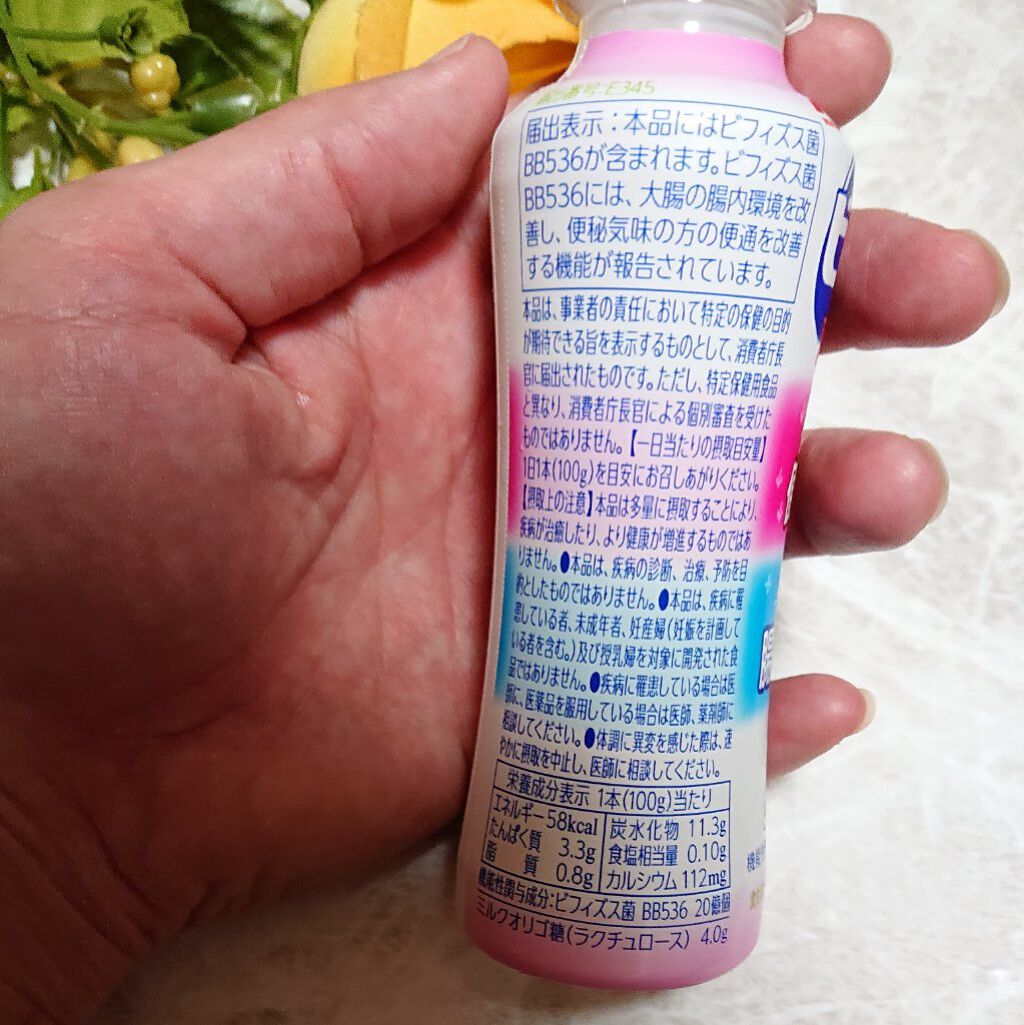 届出番号:E345
届出表示：本品にはビフィズス菌
BB536が含まれます。ビフィズス菌
BB536には、大腸の腸内環境を改
善し、便秘気味の方の便通を改善
する機能が報告されています。
本品は、事業者の責任において特定の保健の目的
が期待できる旨を表示するものとして、消費者庁長
官に届出されたものです。ただし、特定保健用食品
と異なり、消費者庁長官による個別審査を受けた
ものではありません。【一日当たりの摂取目安量】
1日1本(100g)を目安にお召しあがりください。
【摂取上の注意】本品は多量に摂取することにより、
疾病が治癒したり、より健康が増進するものではあ
りません。●本品は、疾病の診断、治療、予防を目
的としたものではありません。●本品は、疾病に罹
患している者、未成年者、妊産婦(妊娠を計画して
いる者を含む。)及び授乳婦を対象に開発された食
品ではありません。●疾病に罹患している場合は医
師に、医薬品を服用している場合は医師、薬剤師に
相談してください。●体調に異変を感じた際は、速
やかに摂取を中止し、医師に相談してください。
栄養成分表示 1本(100g)当たり
エネルギー 58kcal 炭水化物 11.3g
たんぱく質 3.3g 食塩相当量 0.10g
脂質 0.8g カルシウム 112mg
機能性関与成分:ビフィズス菌 BB536 20億個
ミルクオリゴ糖(ラクチュロース) 4.0g